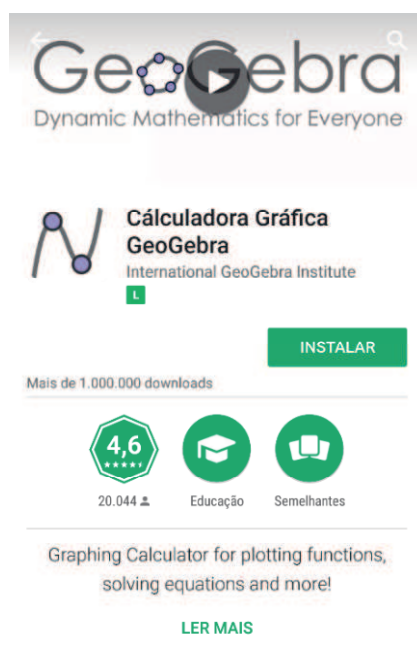 GeoGebra
Dynamic Mathematics for Everyone
Cálculadora Gráfica
GeoGebra
International GeoGebra Institute
L
INSTALAR
Mais de 1.000.000 downloads
4,6
20.044
Educação
Semelhantes
Graphing Calculator for plotting functions,
solving equations and more!
LER MAIS